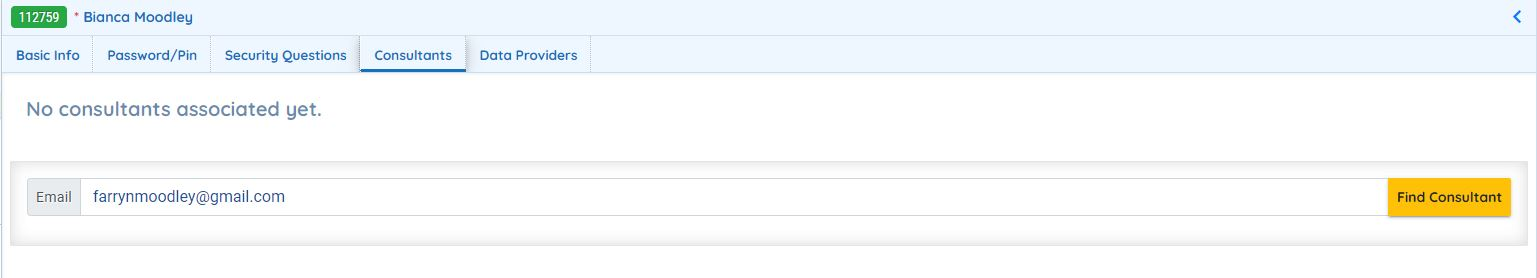 112759 * Bianca Moodley
Basic Info Password/Pin Security Questions Consultants Data Providers
No consultants associated yet.
Email farrynmoodley@gmail.com Find Consultant